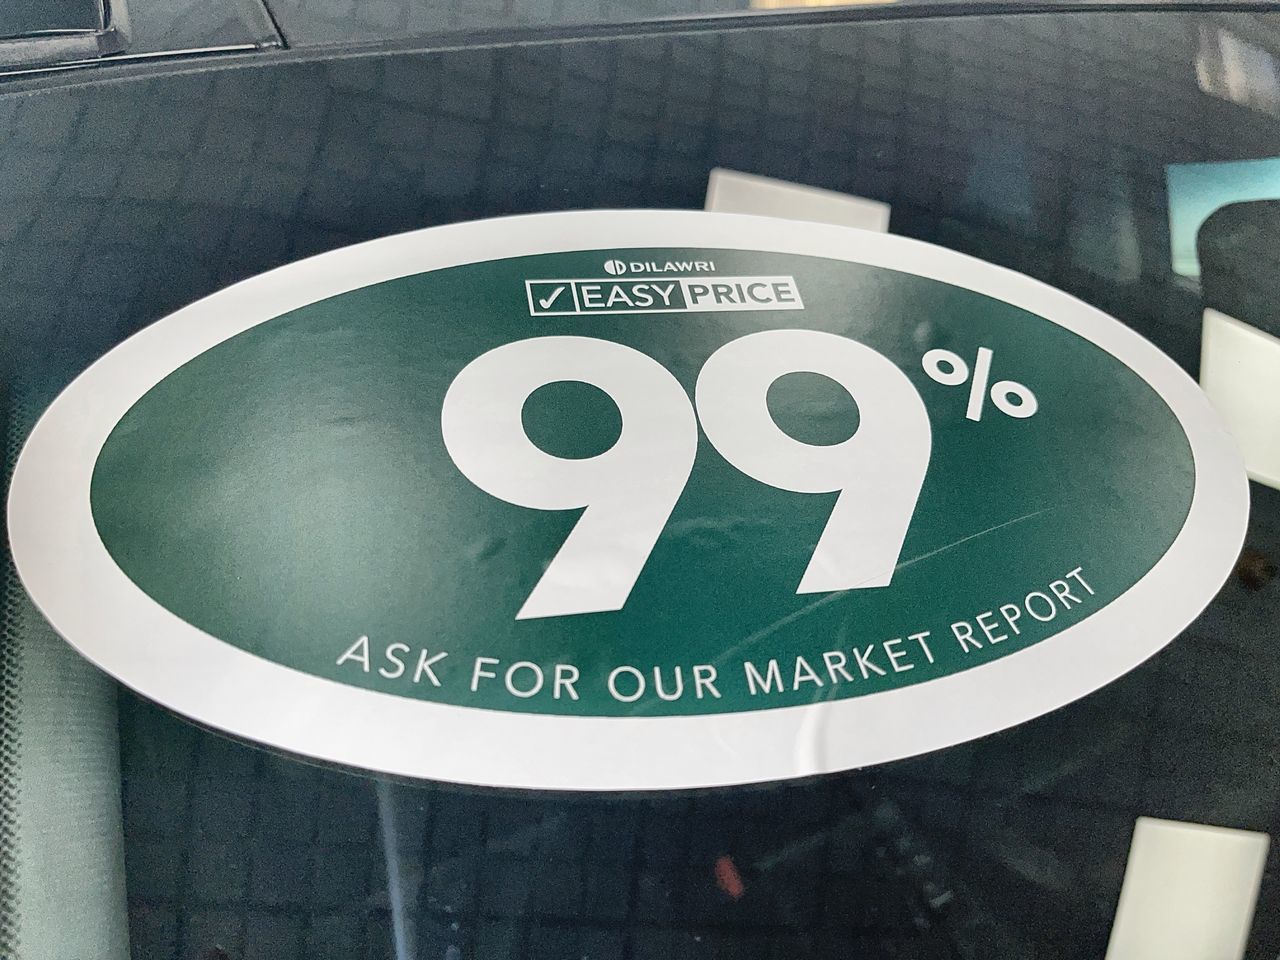 DILAWRI
✓ EASY PRICE
99%
ASK FOR OUR MARKET REPORT